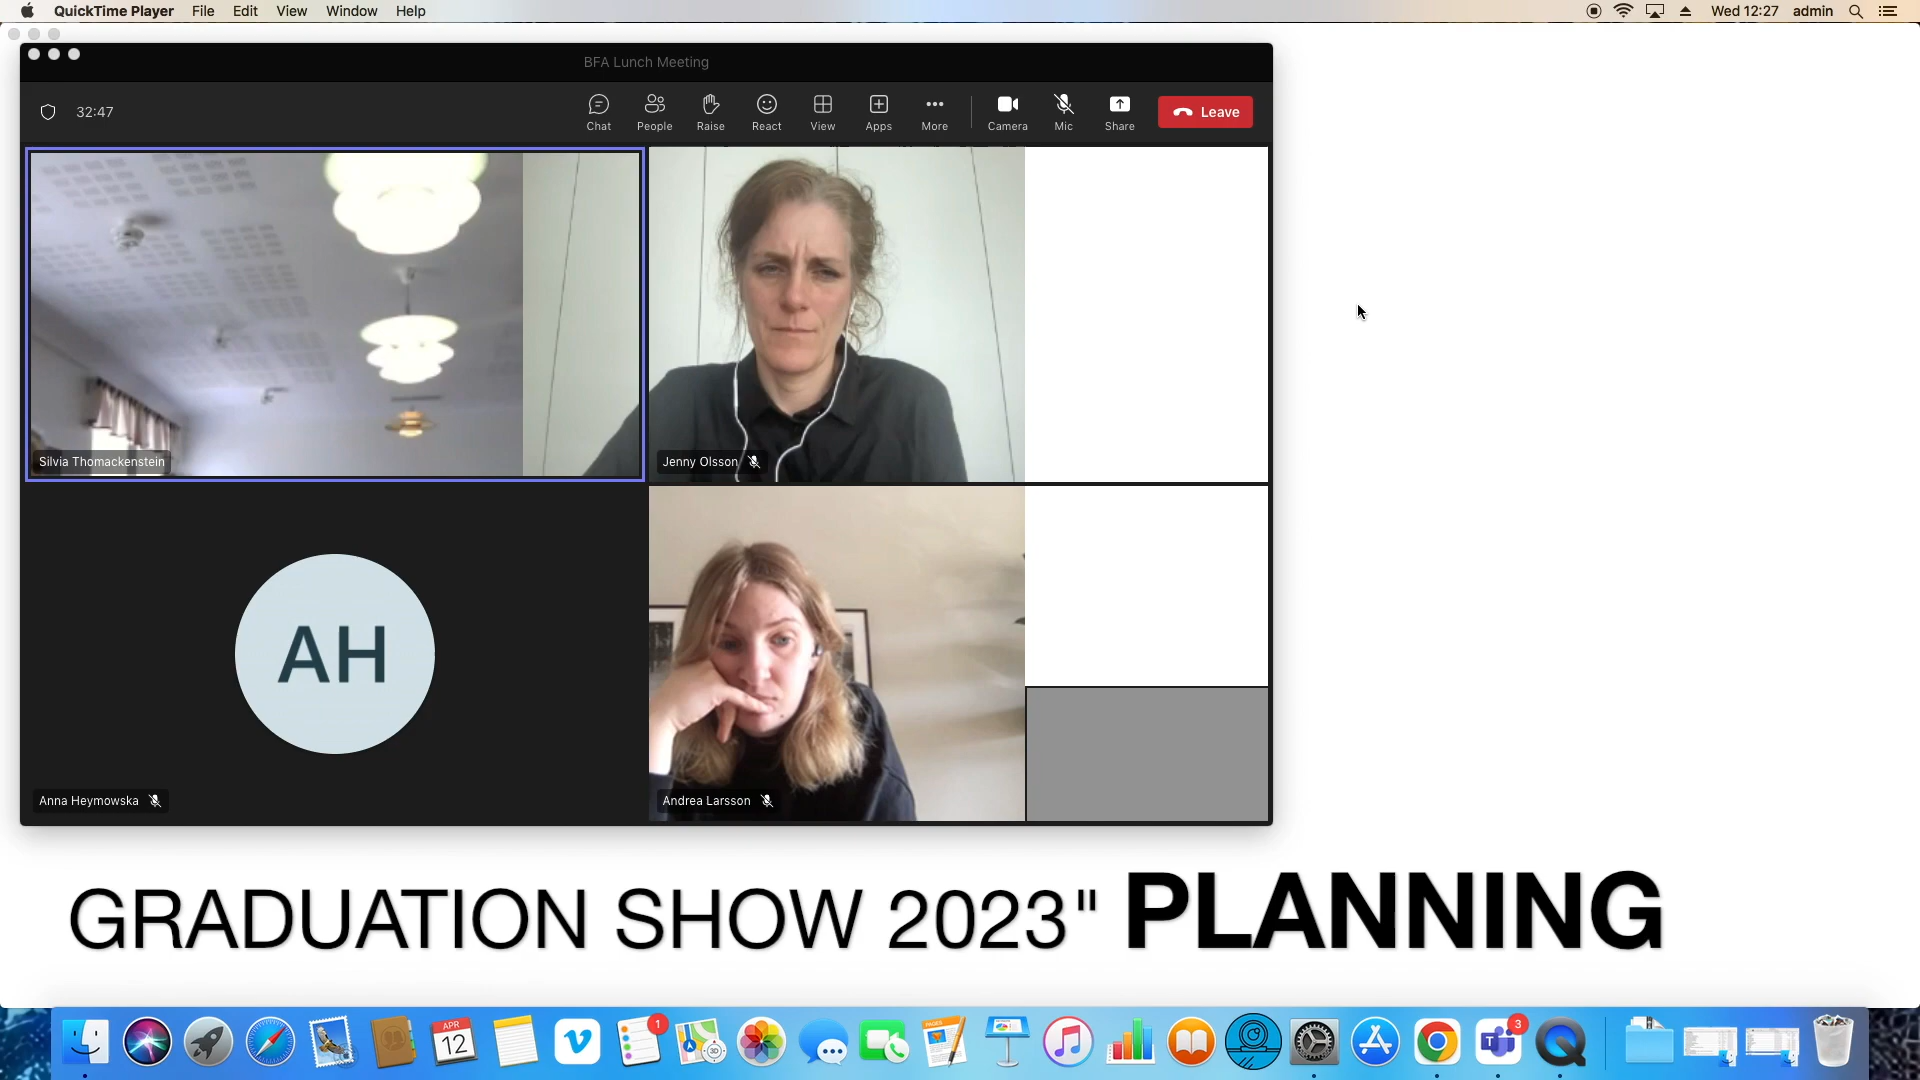 QuickTime Player File Edit View Window Help
Wed 12:27 admin
BFA Lunch Meeting
32:47
Chat People Raise React View Apps More Camera Mic Share Leave
Silvia Thomackenstein
Jenny Olsson
AH
Anna Heymowska
Andrea Larsson
GRADUATION SHOW 2023" PLANNING
APR
12
1
3D
PAGES
3